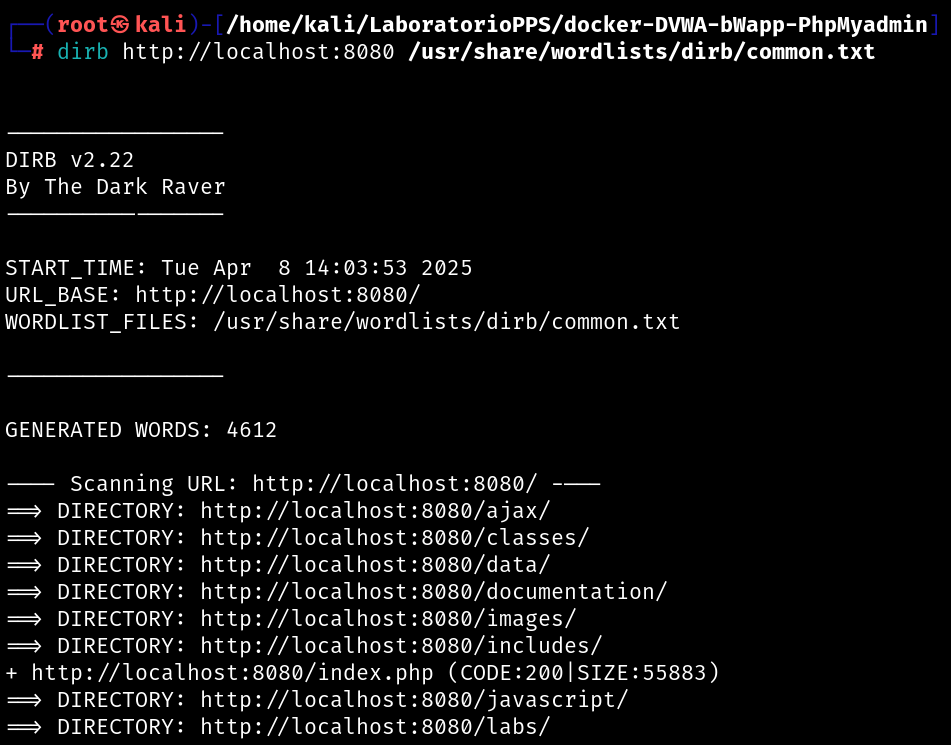 ┌──(root㉿kali)-[/home/kali/LaboratorioPPS/docker-DVWA-bWapp-PhpMyadmin]
└─# dirb http://localhost:8080 /usr/share/wordlists/dirb/common.txt
-----------------
DIRB v2.22
By The Dark Raver
-----------------
START_TIME: Tue Apr  8 14:03:53 2025
URL_BASE: http://localhost:8080/
WORDLIST_FILES: /usr/share/wordlists/dirb/common.txt
-----------------
GENERATED WORDS: 4612
---- Scanning URL: http://localhost:8080/ ----
==> DIRECTORY: http://localhost:8080/ajax/
==> DIRECTORY: http://localhost:8080/classes/
==> DIRECTORY: http://localhost:8080/data/
==> DIRECTORY: http://localhost:8080/documentation/
==> DIRECTORY: http://localhost:8080/images/
==> DIRECTORY: http://localhost:8080/includes/
+ http://localhost:8080/index.php (CODE:200|SIZE:55883)
==> DIRECTORY: http://localhost:8080/javascript/
==> DIRECTORY: http://localhost:8080/labs/